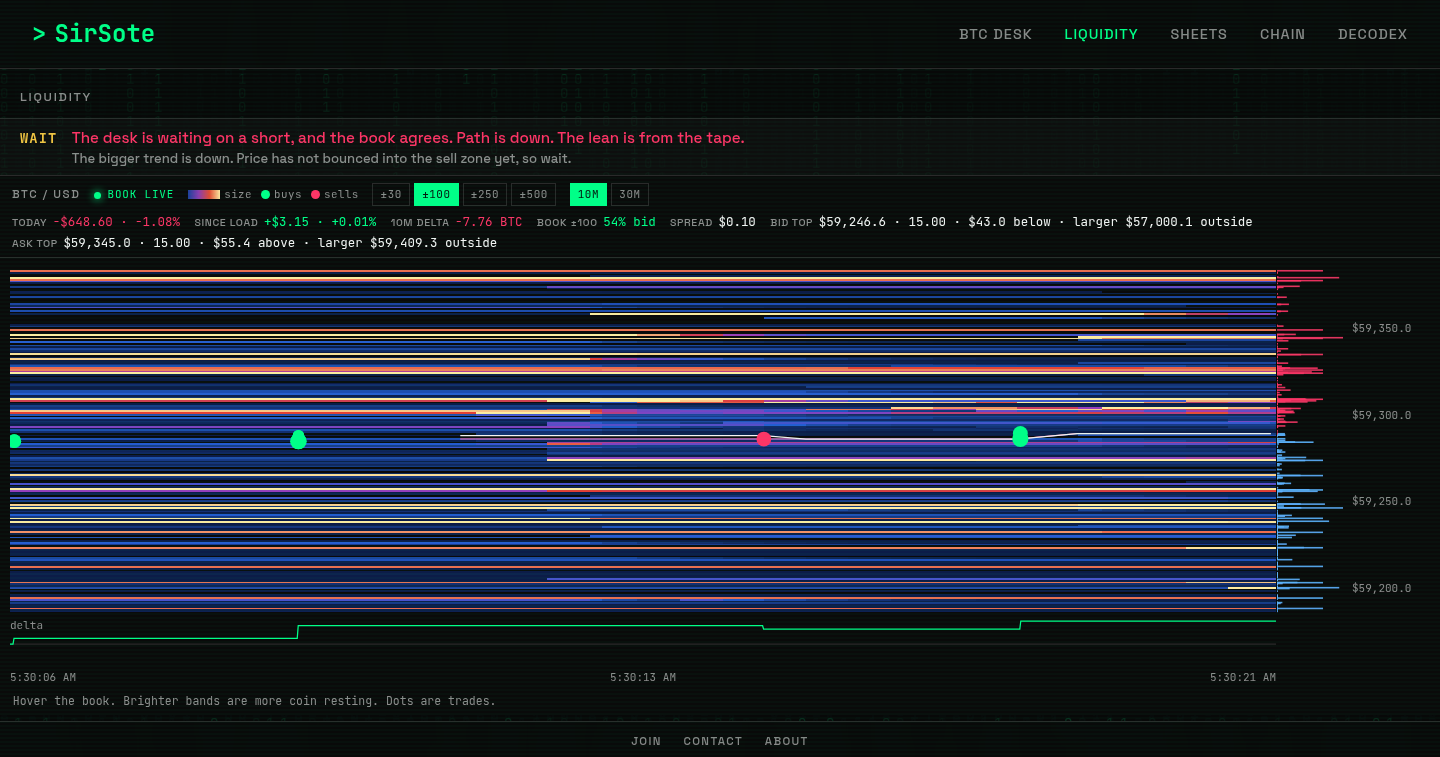 > SirSote
BTC DESK LIQUIDITY SHEETS CHAIN DECODEX
LIQUIDITY
WAIT The desk is waiting on a short, and the book agrees. Path is down. The lean is from the tape.
The bigger trend is down. Price has not bounced into the sell zone yet, so wait.
BTC / USD BOOK LIVE size buys sells ±30 ±100 ±250 ±500 10M 30M
TODAY -$648.60 · -1.08% SINCE LOAD +$3.15 · +0.01% 10M DELTA -7.76 BTC BOOK ±100 54% bid SPREAD $0.10 BID TOP $59,246.6 · 15.00 · $43.0 below · larger $57,000.1 outside
ASK TOP $59,345.0 · 15.00 · $55.4 above · larger $59,409.3 outside
$59,350.0
$59,300.0
$59,250.0
$59,200.0
delta
5:30:06 AM 5:30:13 AM 5:30:21 AM
Hover the book. Brighter bands are more coin resting. Dots are trades.
JOIN CONTACT ABOUT